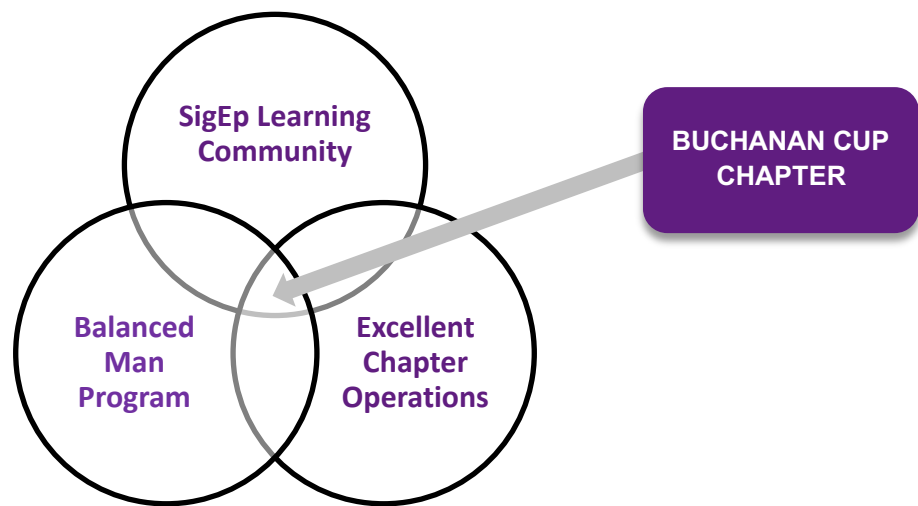 SigEp Learning
Community
BUCHANAN CUP
CHAPTER
Balanced
Man
Program
Excellent
Chapter
Operations